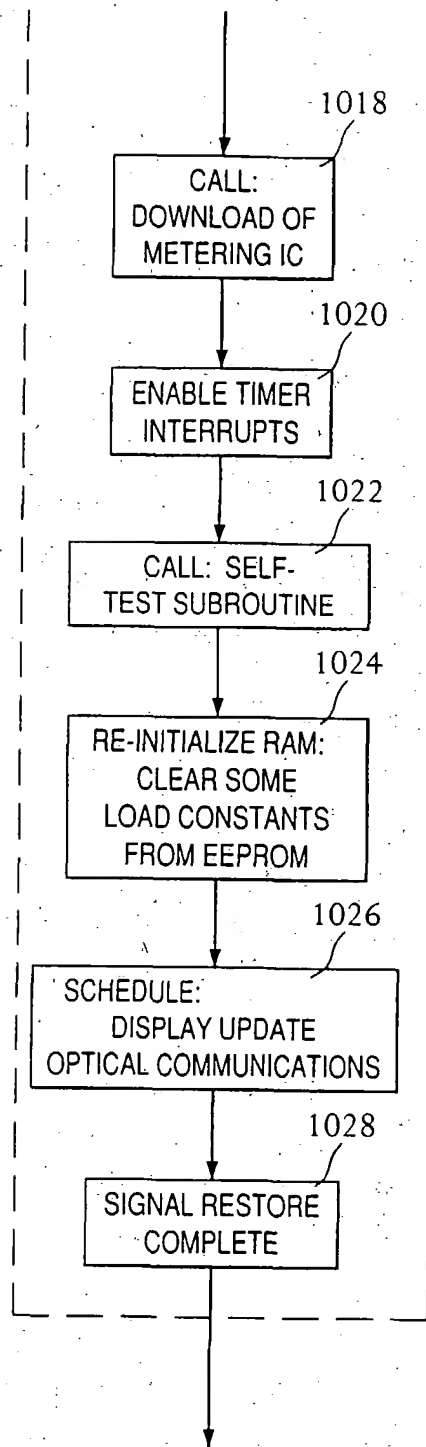 1018
CALL:
DOWNLOAD OF
METERING IC
1020
ENABLE TIMER
INTERRUPTS
1022
CALL: SELF-
TEST SUBROUTINE
1024
RE-INITIALIZE RAM:
CLEAR SOME
LOAD CONSTANTS
FROM EEPROM
1026
SCHEDULE:
DISPLAY UPDATE
OPTICAL COMMUNICATIONS
1028
SIGNAL RESTORE
COMPLETE